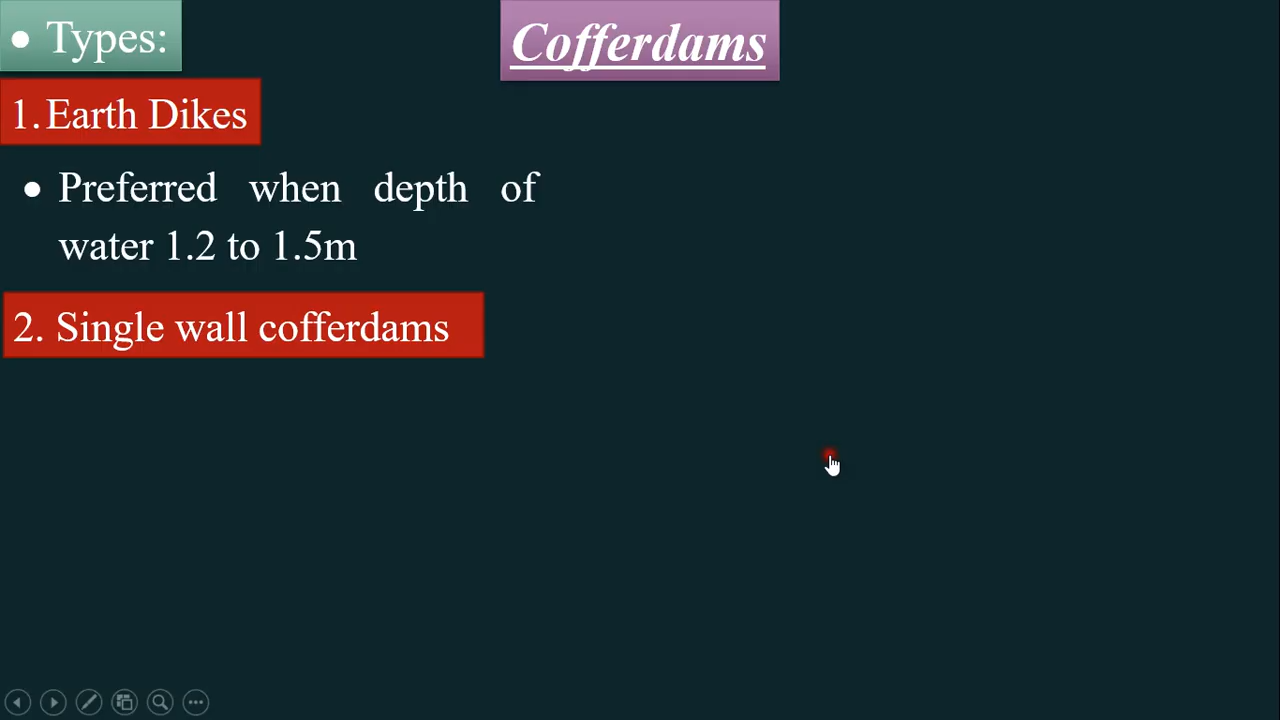 • Types:
Cofferdams
1. Earth Dikes
• Preferred when depth of
water 1.2 to 1.5m
2. Single wall cofferdams